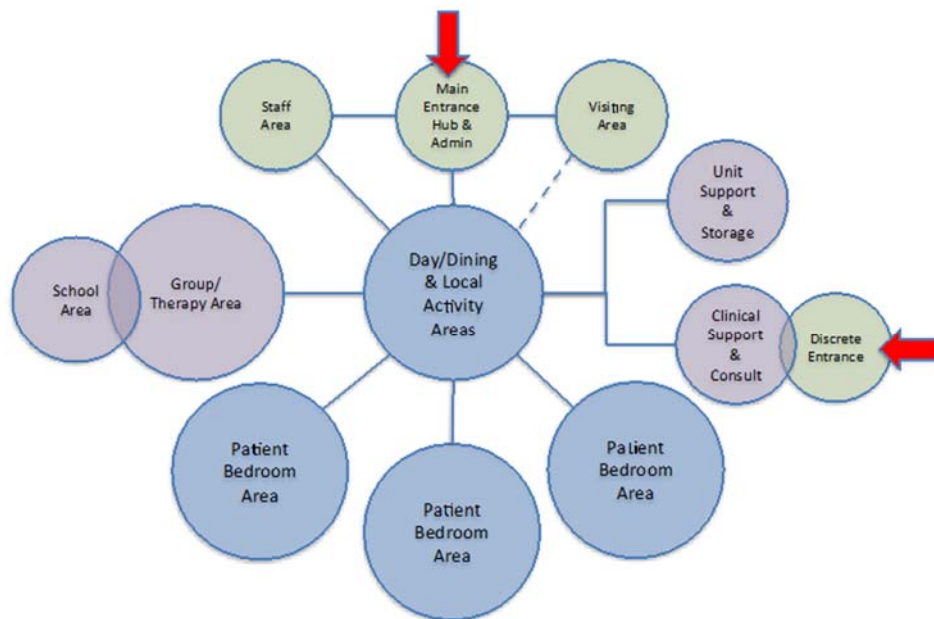 Main
Entrance
Hub &
Admin
Staff
Area
Visiting
Area
Unit
Support
&
Storage
Day/Dining
& Local
Activity
Areas
School
Area
Group/
Therapy Area
Clinical
Support
&
Consult
Discrete
Entrance
Patient
Bedroom
Area
Patient
Bedroom
Area
Palient
Bedroom
Area